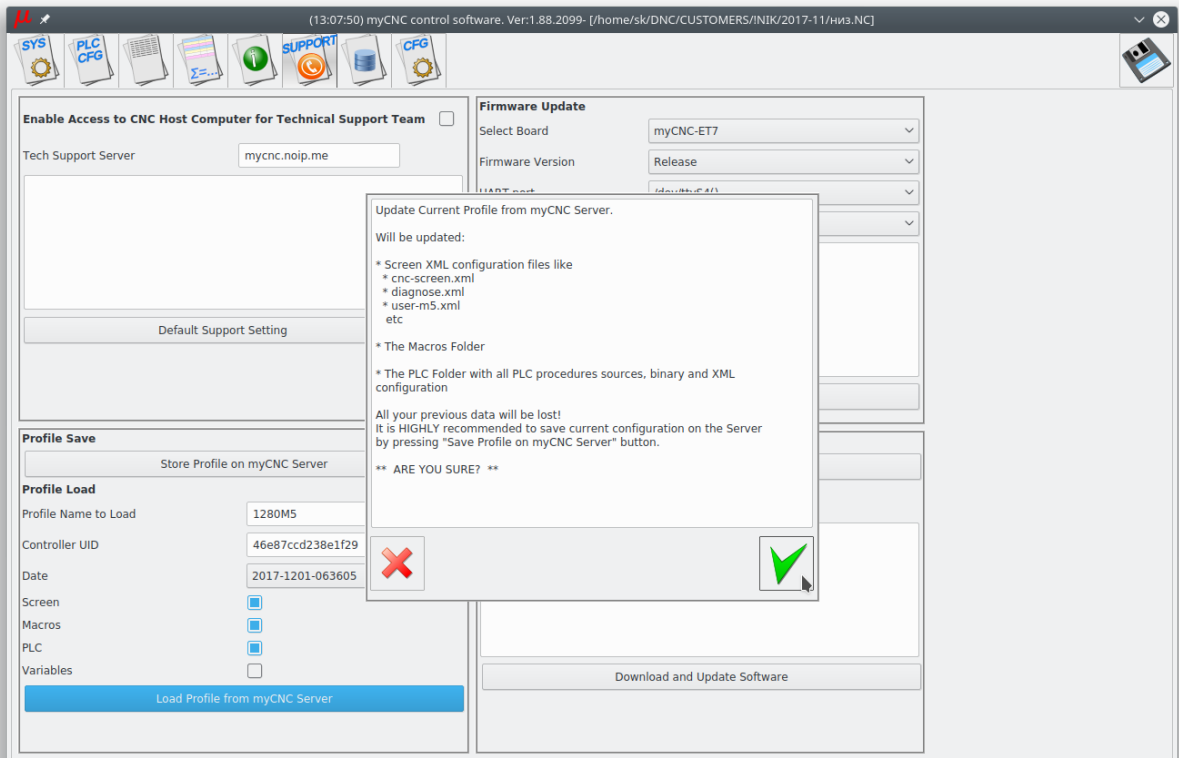 (13:07:50) myCNC control software. Ver:1.88.2099- [/home/sk/DNC/CUSTOMERS/!INIK/2017-11/низ.NC]
SYS
PLC
CFG
Σ=...
SUPPORT
CFG
Enable Access to CNC Host Computer for Technical Support Team
Tech Support Server
mycnc.noip.me
Default Support Setting
Firmware Update
Select Board
myCNC-ET7
Firmware Version
Release
UART port
/dev/ttyS4()
Update Current Profile from myCNC Server.
Will be updated:
* Screen XML configuration files like
* cnc-screen.xml
* diagnose.xml
* user-m5.xml
etc
* The Macros Folder
* The PLC Folder with all PLC procedures sources, binary and XML
configuration
All your previous data will be lost!
It is HIGHLY recommended to save current configuration on the Server
by pressing "Save Profile on myCNC Server" button.
** ARE YOU SURE? **
Profile Save
Store Profile on myCNC Server
Profile Load
Profile Name to Load
1280M5
Controller UID
46e87ccd238e1f29
Date
2017-1201-063605
Screen
Macros
PLC
Variables
Load Profile from myCNC Server
Download and Update Software